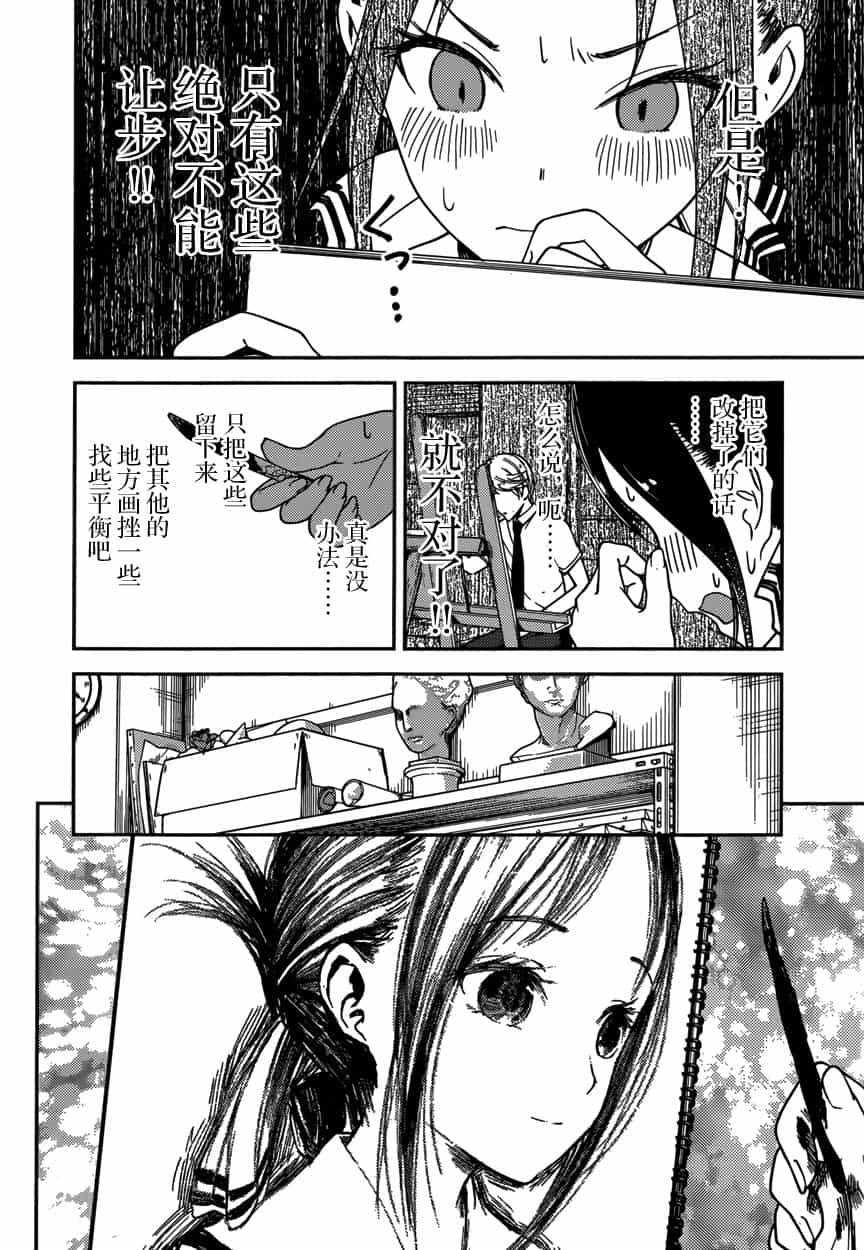 但是!
只有这些
绝对不能
让步!!
くっ…
把它们
改掉了的话
……
怎么说,呃……
就不对了!!
真是没
办法……
只把这些
留下来
把其他的
地方画挫一些
找些平衡吧